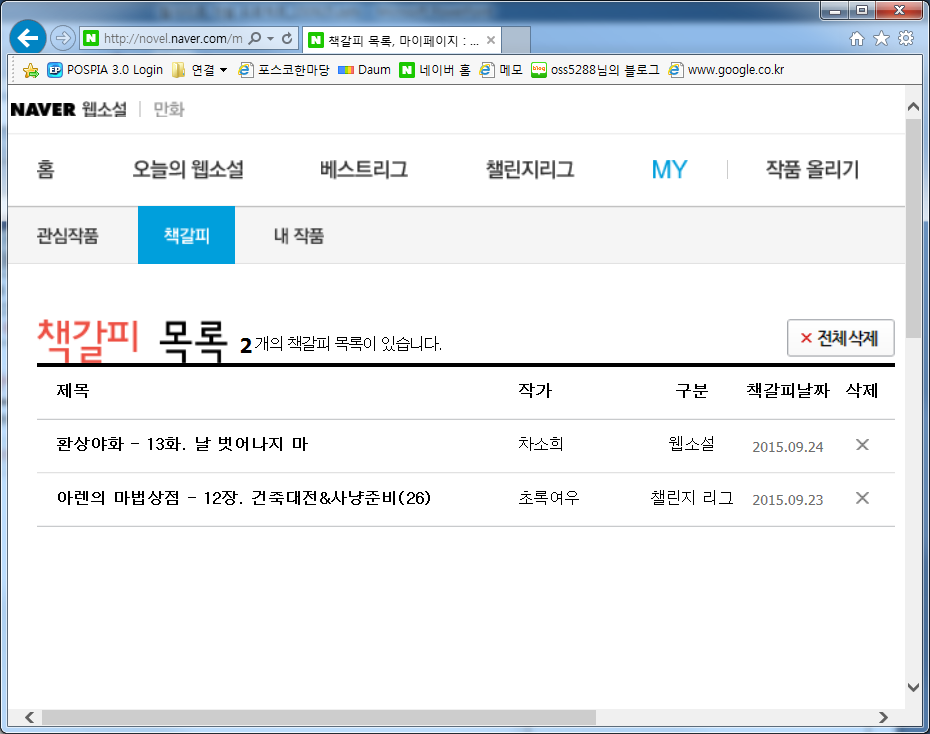 http://novel.naver.com/m
책갈피 목록, 마이페이지 : ...
POSPIA 3.0 Login 연결 포스코한마당 Daum 네이버 홈 메모 oss5288님의 블로그 www.google.co.kr
NAVER 웹소설 만화
홈 오늘의 웹소설 베스트리그 챌린지리그 MY 작품 올리기
관심작품 책갈피 내 작품
책갈피 목록 2개의 책갈피 목록이 있습니다. 전체삭제
제목 작가 구분 책갈피날짜 삭제
환상야화 - 13화. 날 벗어나지 마 차소희 웹소설 2015.09.24
아렌의 마법상점 - 12장. 건축대전&사냥준비(26) 초록여우 챌린지 리그 2015.09.23